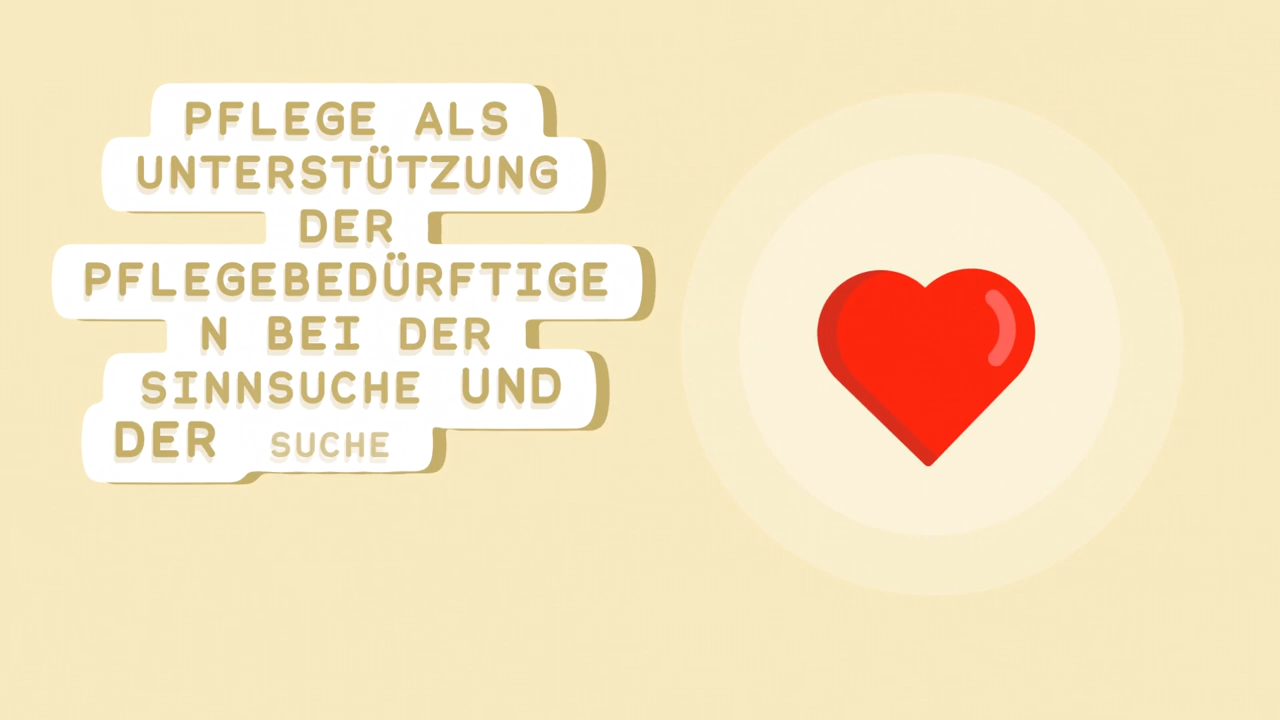 PFLEGE ALS
UNTERSTÜTZUNG
DER
PFLEGEBEDÜRFTIGE
N BEI DER
SINNSUCHE UND
DER SUCHE